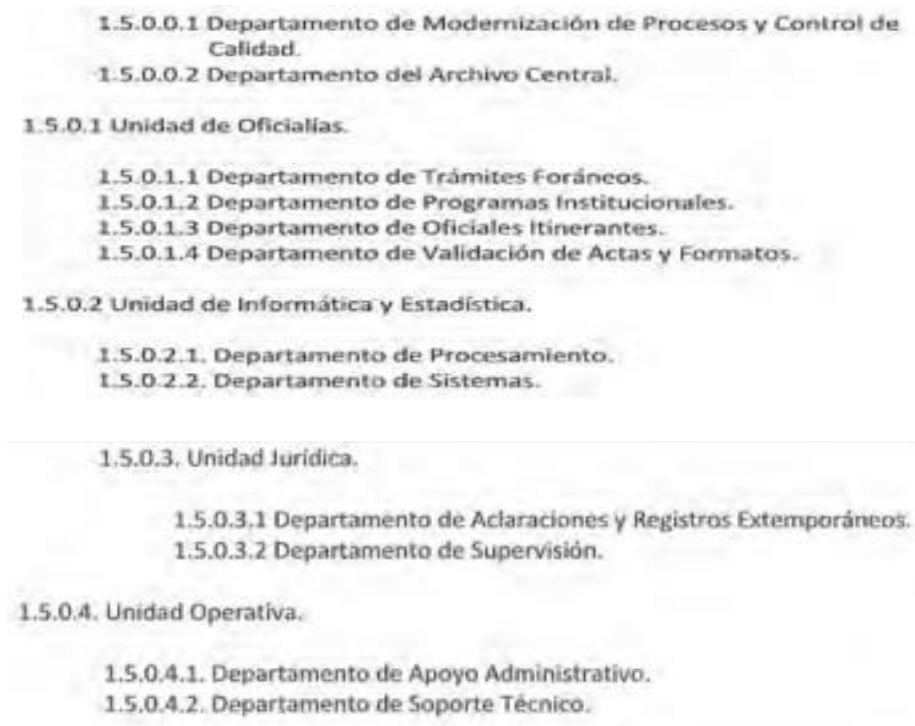 1.5.0.0.1 Departamento de Modernización de Procesos y Control de
Calidad.
1.5.0.0.2 Departamento del Archivo Central.
1.5.0.1 Unidad de Oficialías.
1.5.0.1.1 Departamento de Trámites Foráneos.
1.5.0.1.2 Departamento de Programas Institucionales.
1.5.0.1.3 Departamento de Oficiales Itinerantes.
1.5.0.1.4 Departamento de Validación de Actas y Formatos.
1.5.0.2 Unidad de Informática y Estadística.
1.5.0.2.1. Departamento de Procesamiento.
1.5.0.2.2. Departamento de Sistemas.
1.5.0.3. Unidad Jurídica.
1.5.0.3.1 Departamento de Aclaraciones y Registros Extemporáneos.
1.5.0.3.2 Departamento de Supervisión.
1.5.0.4. Unidad Operativa.
1.5.0.4.1. Departamento de Apoyo Administrativo.
1.5.0.4.2. Departamento de Soporte Técnico.